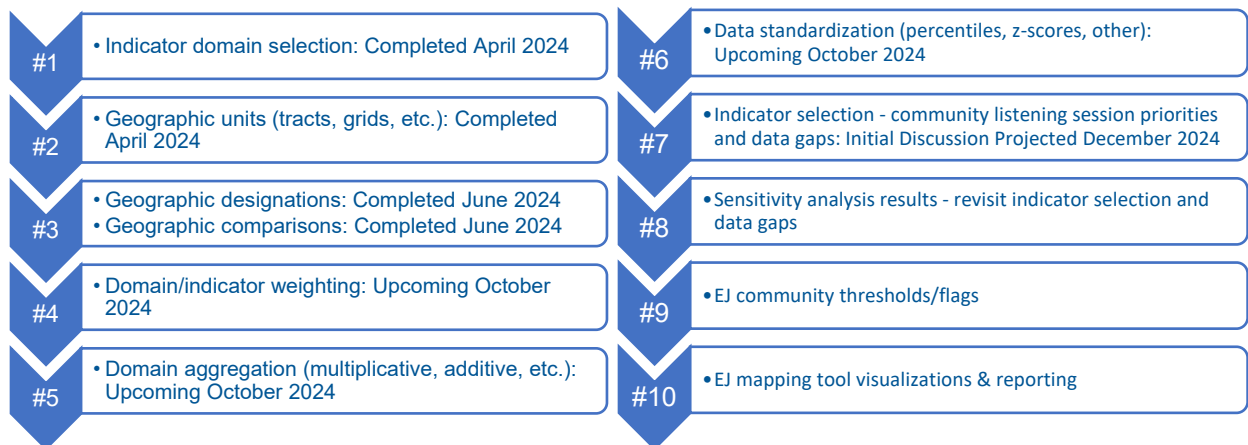 #1
• Indicator domain selection: Completed April 2024
#2
• Geographic units (tracts, grids, etc.): Completed
April 2024
#3
• Geographic designations: Completed June 2024
• Geographic comparisons: Completed June 2024
#4
• Domain/indicator weighting: Upcoming October
2024
#5
• Domain aggregation (multiplicative, additive, etc.):
Upcoming October 2024
#6
•Data standardization (percentiles, z-scores, other):
Upcoming October 2024
#7
•Indicator selection - community listening session priorities
and data gaps: Initial Discussion Projected December 2024
#8
•Sensitivity analysis results - revisit indicator selection and
data gaps
#9
•EJ community thresholds/flags
#10
•EJ mapping tool visualizations & reporting